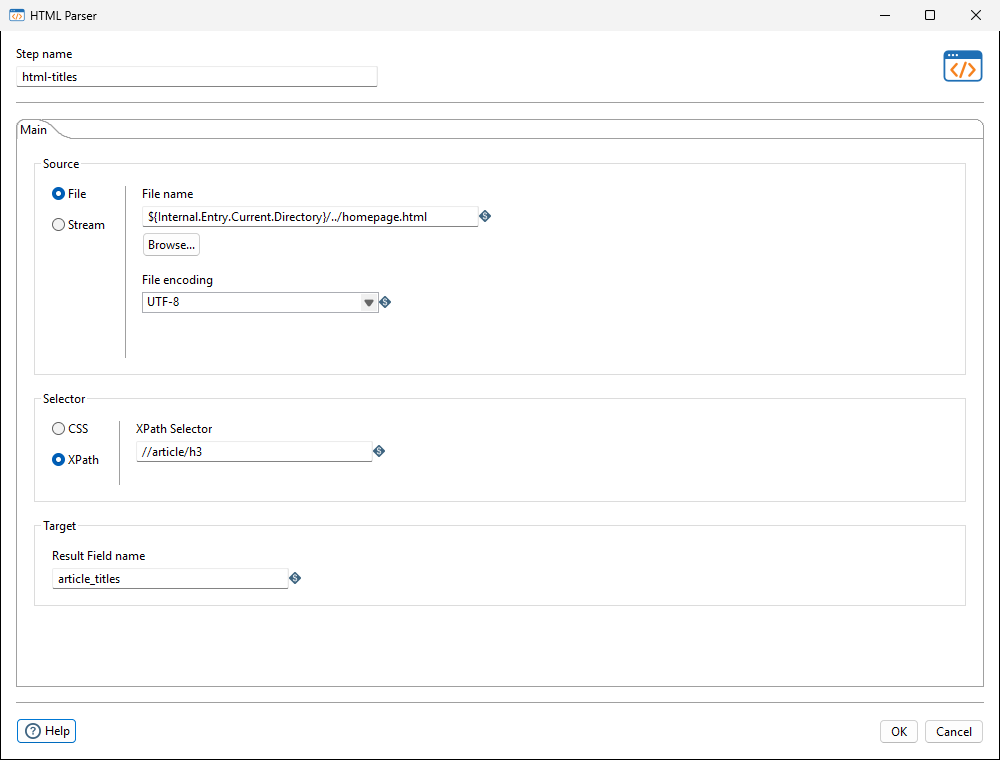 HTML Parser
Step name
html-titles
Main
Source
File
Stream
File name
${Internal.Entry.Current.Directory}/../homepage.html
Browse...
File encoding
UTF-8
Selector
CSS
XPath
XPath Selector
//article/h3
Target
Result Field name
article_titles
Help
OK
Cancel